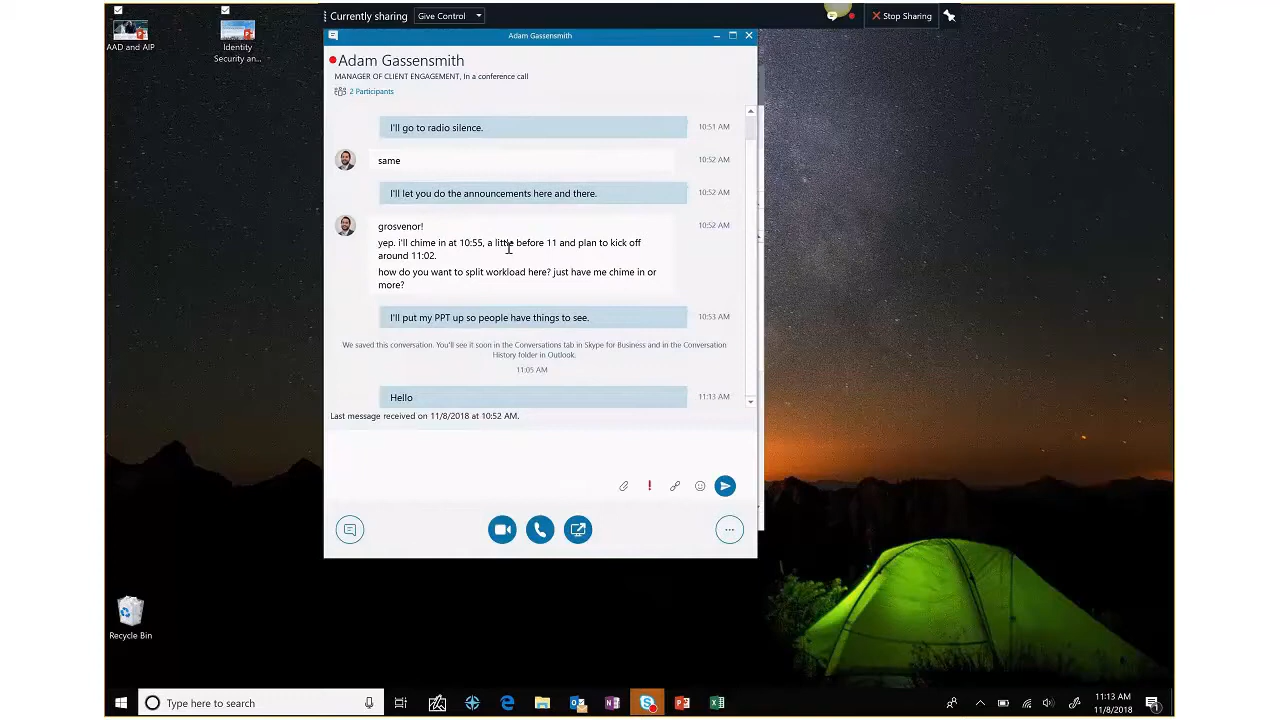 Currently sharing
Give Control
Stop Sharing
AAD and AIP
Identity
Security an...
Adam Gassensmith
Adam Gassensmith
MANAGER OF CLIENT ENGAGEMENT, In a conference call
2 Participants
I'll go to radio silence.
10:51 AM
same
10:52 AM
I'll let you do the announcements here and there.
10:52 AM
grosvenor!
10:52 AM
yep. i'll chime in at 10:55, a little before 11 and plan to kick off
around 11:02.
how do you want to split workload here? just have me chime in or
more?
I'll put my PPT up so people have things to see.
10:53 AM
We saved this conversation. You'll see it soon in the Conversations tab in Skype for Business and in the Conversation
History folder in Outlook.
11:05 AM
Hello
11:13 AM
Last message received on 11/8/2018 at 10:52 AM.
Recycle Bin
Type here to search
11:13 AM
11/8/2018